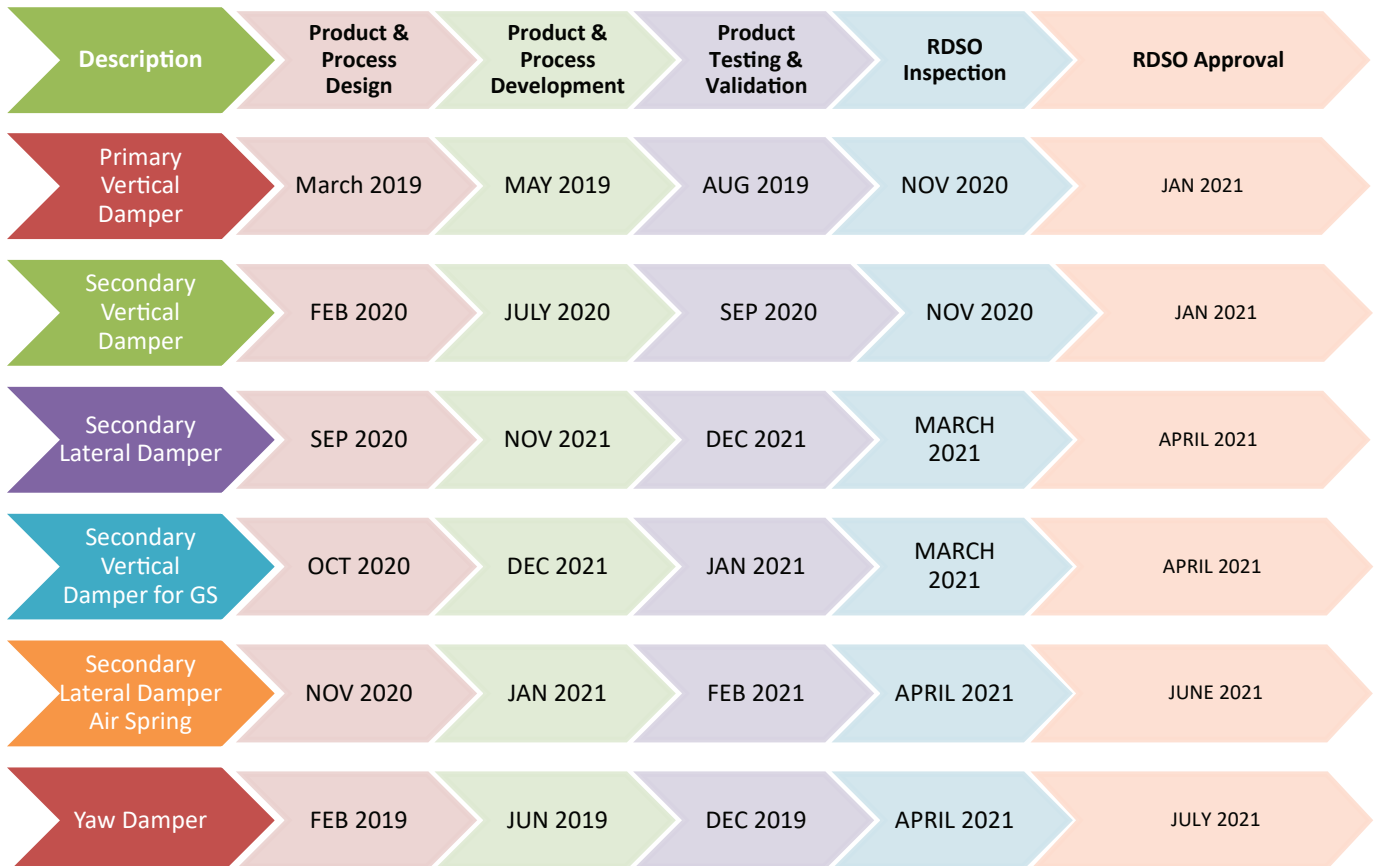 Description
Product &
Process
Design
Product &
Process
Development
Product
Testing &
Validation
RDSO
Inspection
RDSO Approval
Primary
Vertical
Damper
March 2019
MAY 2019
AUG 2019
NOV 2020
JAN 2021
Secondary
Vertical
Damper
FEB 2020
JULY 2020
SEP 2020
NOV 2020
JAN 2021
Secondary
Lateral Damper
SEP 2020
NOV 2021
DEC 2021
MARCH
2021
APRIL 2021
Secondary
Vertical
Damper for GS
OCT 2020
DEC 2021
JAN 2021
MARCH
2021
APRIL 2021
Secondary
Lateral Damper
Air Spring
NOV 2020
JAN 2021
FEB 2021
APRIL 2021
JUNE 2021
Yaw Damper
FEB 2019
JUN 2019
DEC 2019
APRIL 2021
JULY 2021